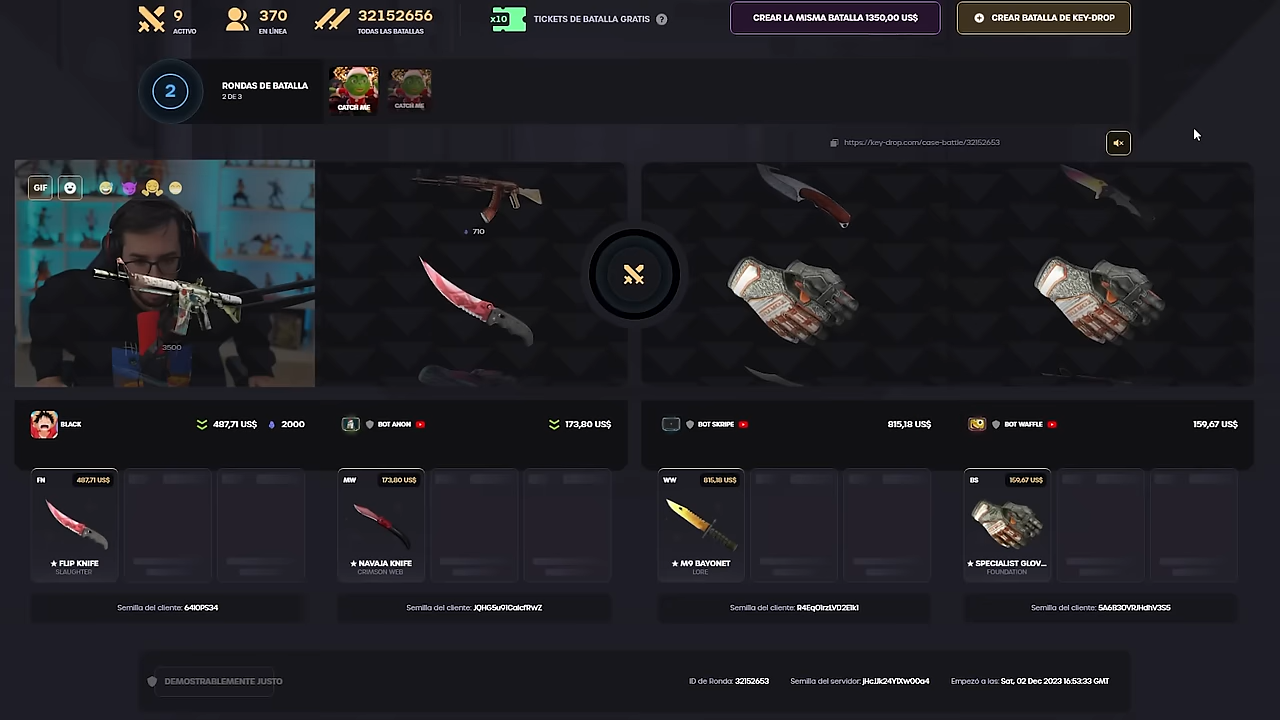 9
ACTIVO
370
EN LÍNEA
32152656
TODAS LAS BATALLAS
x10
TICKETS DE BATALLA GRATIS
?
CREAR LA MISMA BATALLA 1350,00 US$
CREAR BATALLA DE KEY-DROP
2
RONDAS DE BATALLA
2 DE 3
CATCH ME
CATCH ME
https://key-drop.com/case-battle/32152653
GIF
710
3500
BLACK
487,71 US$
2000
BOT ANON
173,80 US$
BOT SKRIPE
815,18 US$
BOT WAFFLE
159,67 US$
FN
487,71 US$
★ FLIP KNIFE
SLAUGHTER
MW
173,80 US$
★ NAVAJA KNIFE
CRIMSON WEB
WW
815,18 US$
★ M9 BAYONET
LORE
BS
159,67 US$
★ SPECIALIST GLOV...
FOUNDATION
Semilla del cliente: 64I0PS34
Semilla del cliente:
Semilla del cliente:
Semilla del cliente:
DEMOSTRABLEMENTE JUSTO
ID de Ronda: 32152653
Semilla del servidor:
Empezó a las: Sat, 02 Dec 2023 16:53:33 GMT